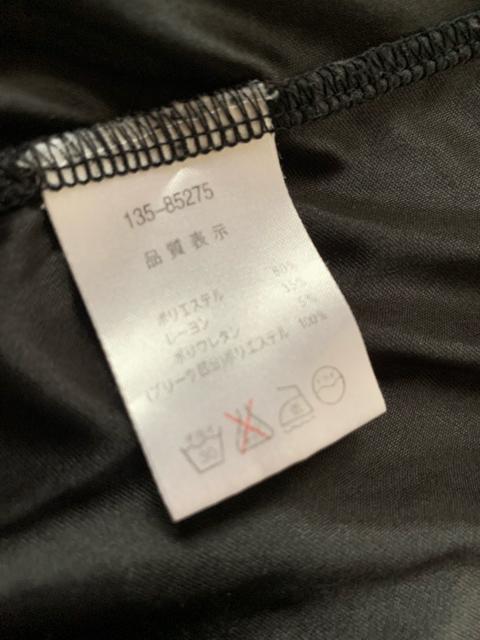 135-85275
品質表示
ポリエステル 60%
レーヨン 35%
ポリウレタン 5%
(プリーツ部分)ポリエステル 100%
30